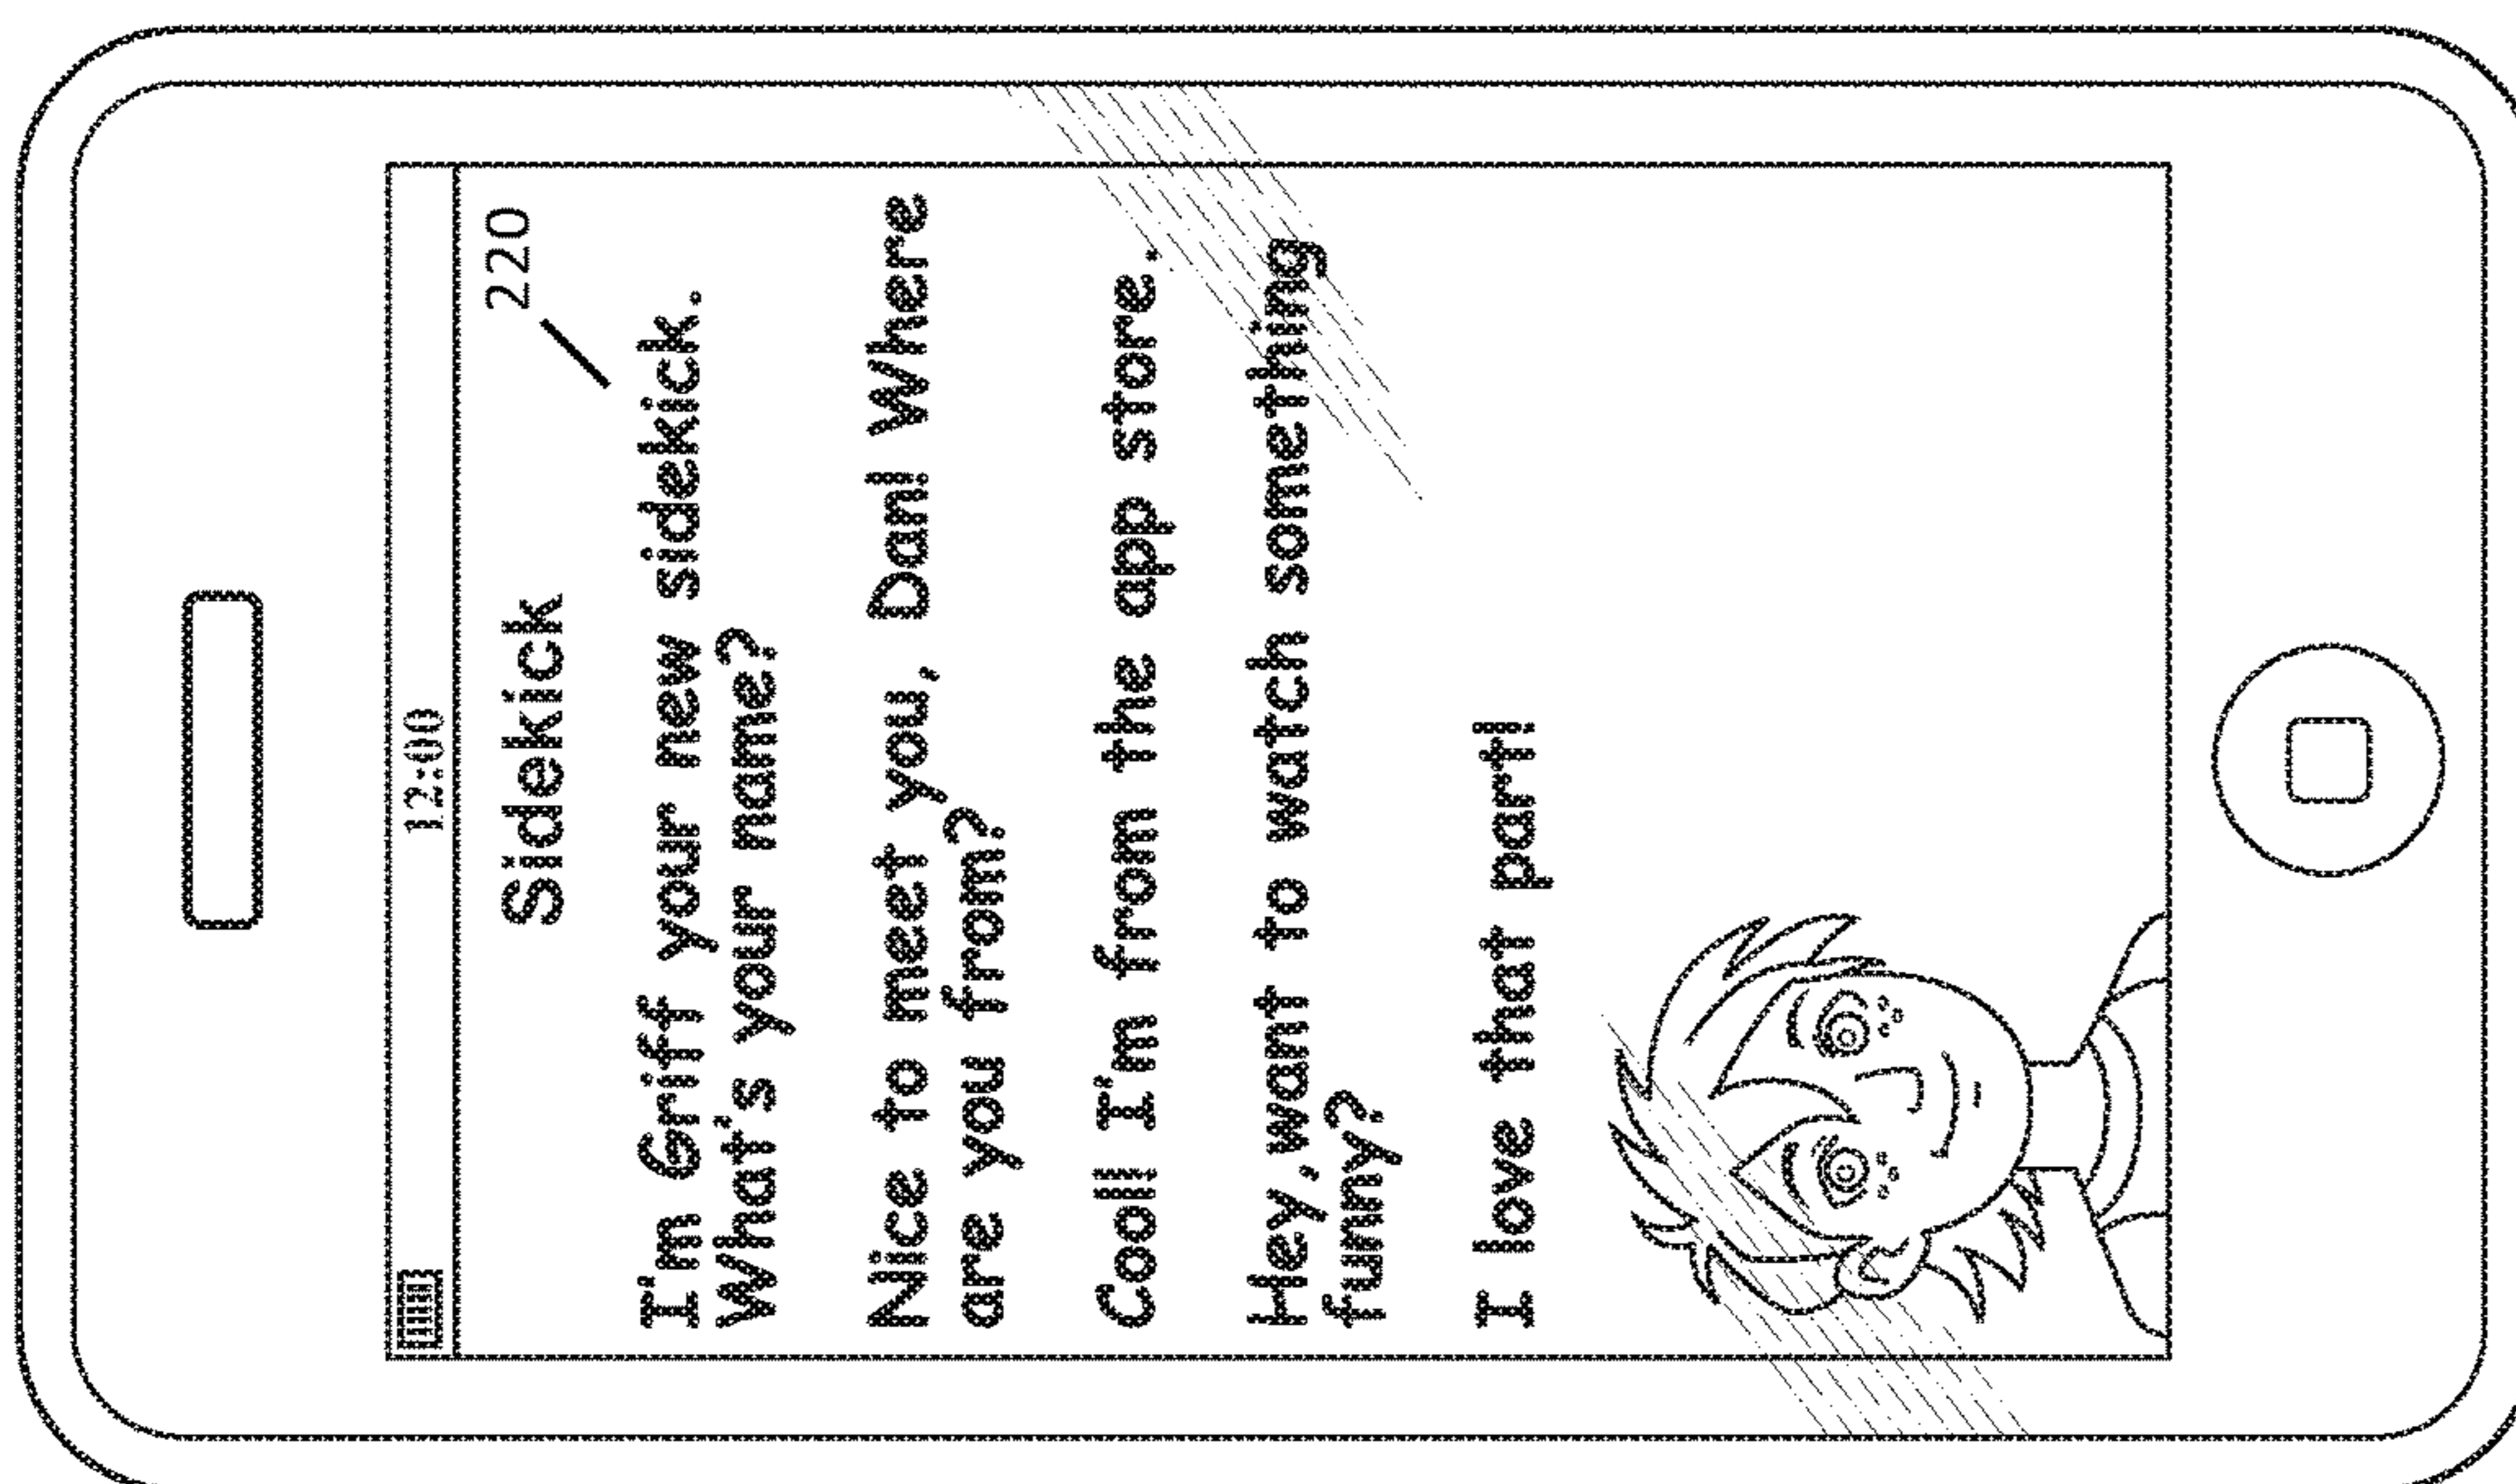 12:00
Sidekick
220
I'm Griff your new sidekick.
What's your name?
Nice to meet you, Dan! Where
are you from?
Cool! I'm from the app store.
Hey, want to watch something
funny?
I love that part!